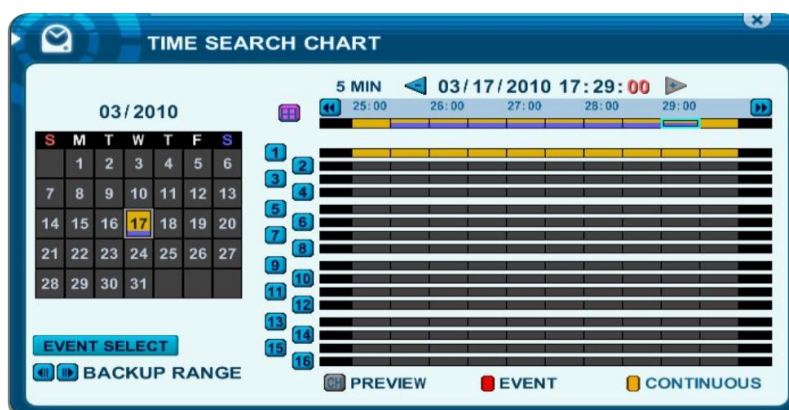 TIME SEARCH CHART
5 MIN 03/17/2010 17:29:00
03/2010
25:00 26:00 27:00 28:00 29:00
S M T W T F S
1 2 3 4 5 6
7 8 9 10 11 12 13
14 15 16 17 18 19 20
21 22 23 24 25 26 27
28 29 30 31
1
2
3
4
5
6
7
8
9
10
11
12
13
14
15
16
EVENT SELECT
BACKUP RANGE
CH PREVIEW EVENT CONTINUOUS